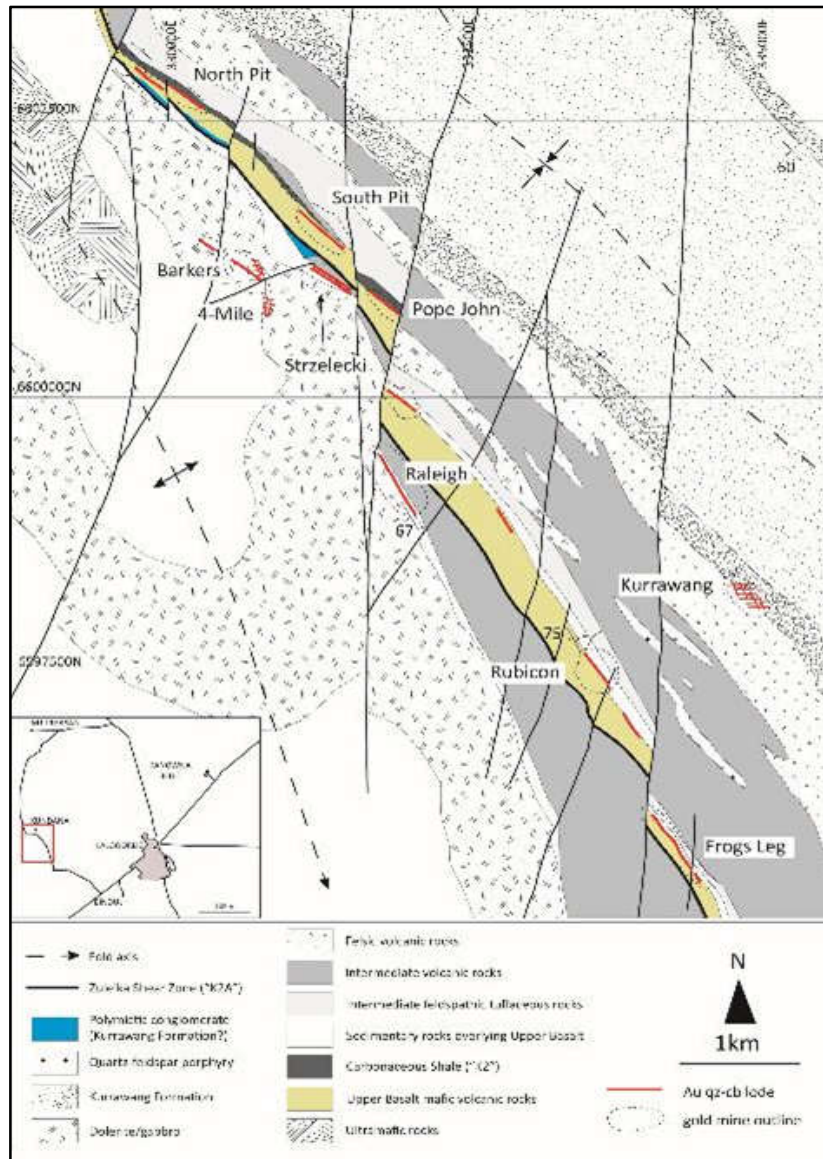 North Pit
South Pit
Barkers
4-Mile
Pope John
Strzelecki
6600000N
Raleigh
67
Kurrawang
75
Rubicon
Frogs Leg
60
Fold axis
Zuleika Shear Zone ("K2A")
Polymictic conglomerate
(Kurrawang Formation?)
Quartz feldspar porphyry
Kurrawang Formation
Dolerite/gabbro
Felsic volcanic rocks
Intermediate volcanic rocks
Intermediate feldspathic tuffaceous rocks
Sedimentary rocks overlying Upper Basalt
Carbonaceous Shale ("K2")
Upper Basalt mafic volcanic rocks
Ultramafic rocks
N
1km
Au qz-cb lode
gold mine outline